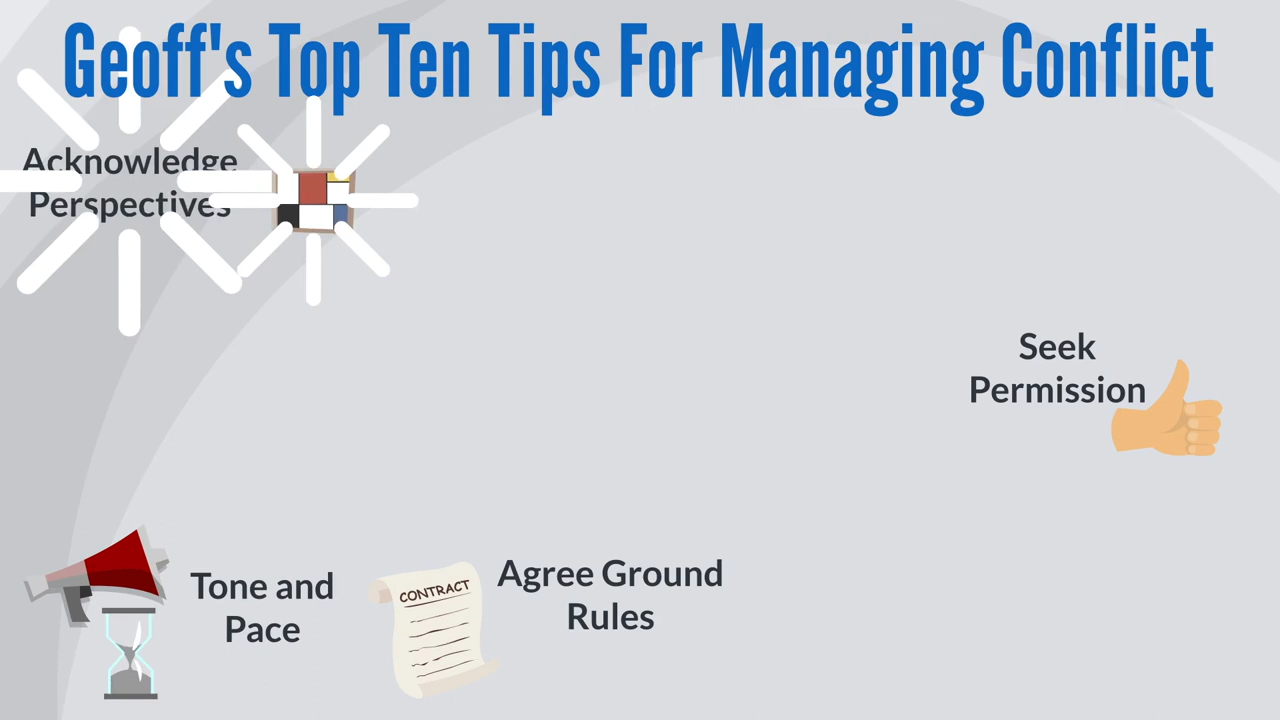 Geoff's Top Ten Tips For Managing Conflict
Acknowledge
Perspectives
Seek
Permission
Tone and
Pace
CONTRACT
Agree Ground
Rules